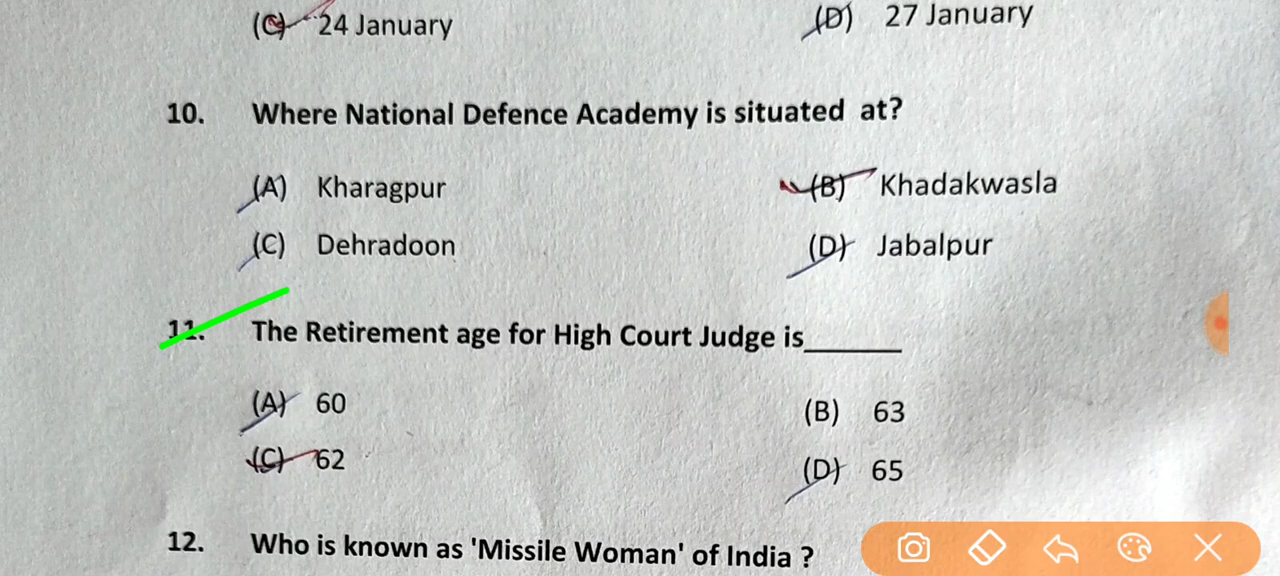 (C) 24 January (D) 27 January
10. Where National Defence Academy is situated at?
(A) Kharagpur (B) Khadakwasla
(C) Dehradoon (D) Jabalpur
11. The Retirement age for High Court Judge is______
(A) 60 (B) 63
(C) 62 (D) 65
12. Who is known as 'Missile Woman' of India ?